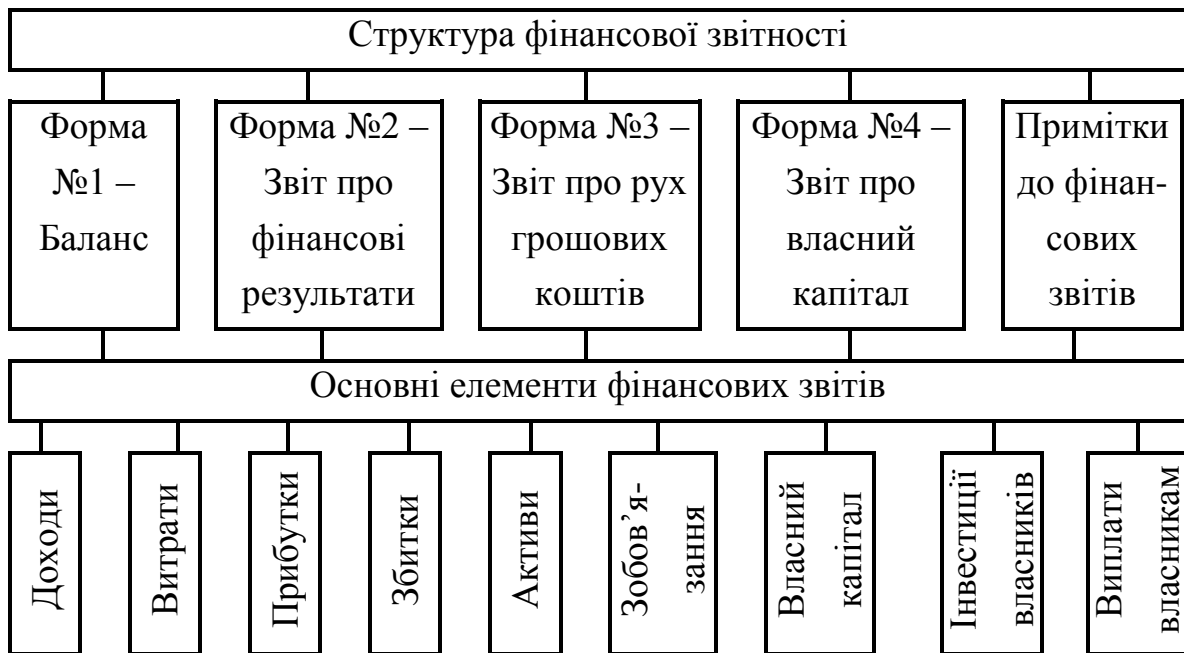 Структура фінансової звітності
Форма
№1 –
Баланс
Форма №2 –
Звіт про
фінансові
результати
Форма №3 –
Звіт про рух
грошових
коштів
Форма №4 –
Звіт про
власний
капітал
Примітки
до фінан-
сових
звітів
Основні елементи фінансових звітів
Доходи
Витрати
Прибутки
Збитки
Активи
Зобов’я-
зання
Власний
капітал
Інвестиції
власників
Виплати
власникам